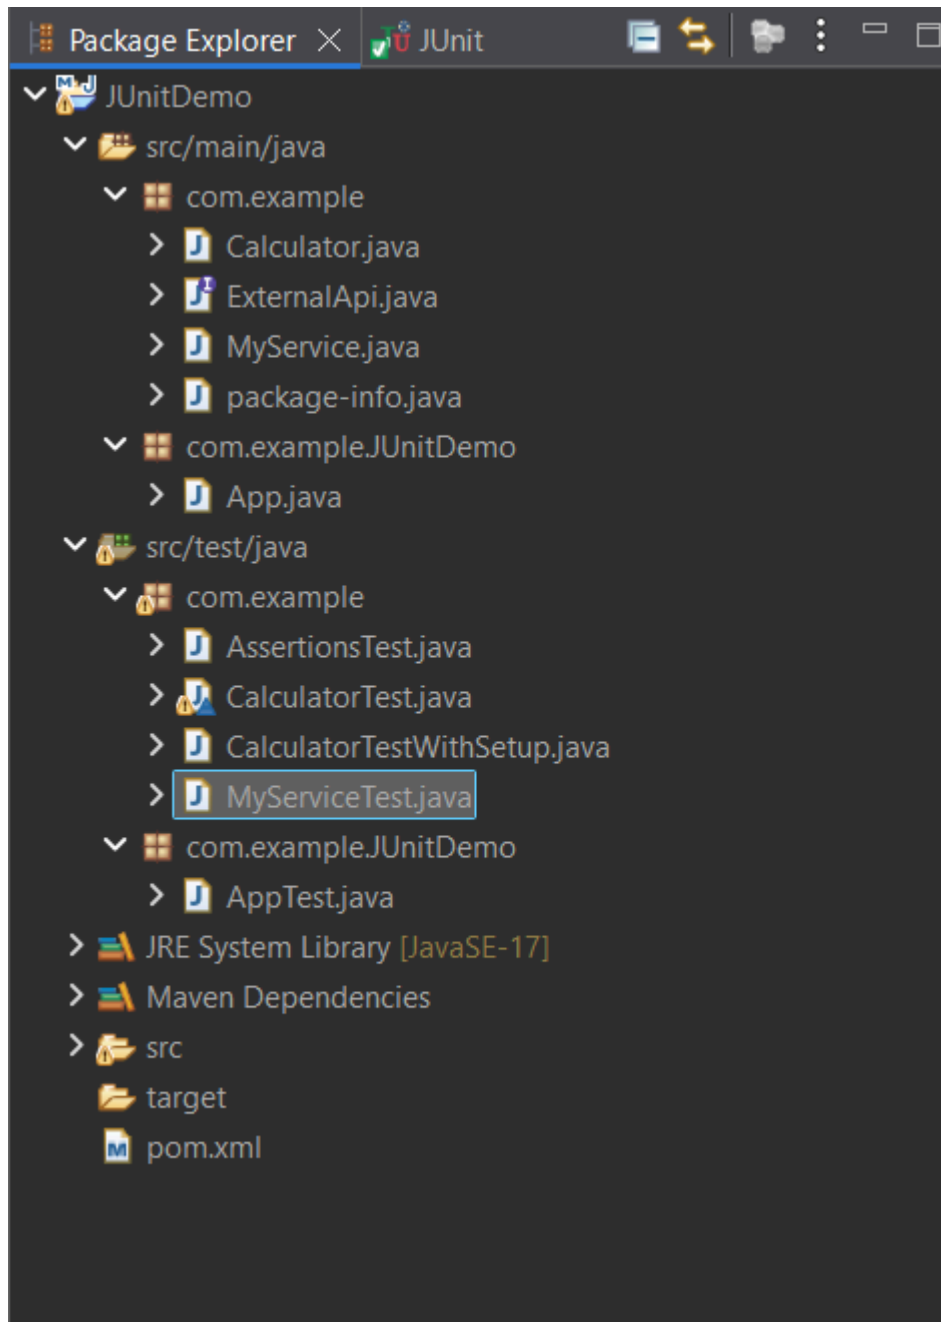 Package Explorer JUnit
JUnitDemo
src/main/java
com.example
Calculator.java
ExternalApi.java
MyService.java
package-info.java
com.example.JUnitDemo
App.java
src/test/java
com.example
AssertionsTest.java
CalculatorTest.java
CalculatorTestWithSetup.java
MyServiceTest.java
com.example.JUnitDemo
AppTest.java
JRE System Library [JavaSE-17]
Maven Dependencies
src
target
pom.xml